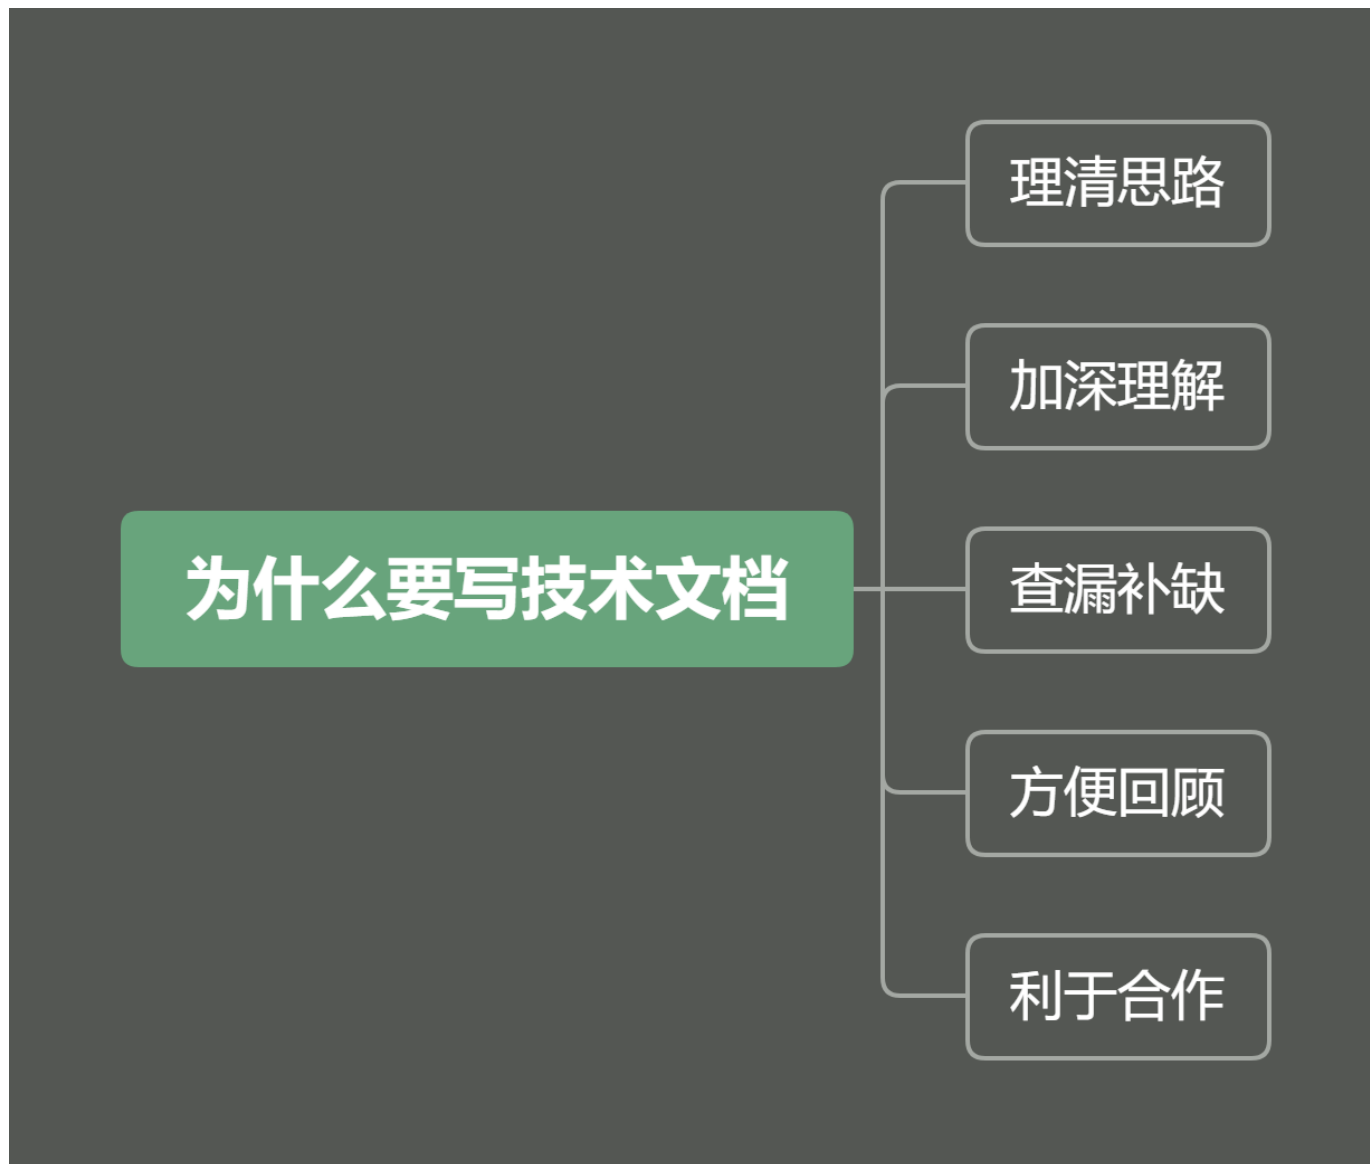 理清思路
加深理解
为什么要写技术文档
查漏补缺
方便回顾
利于合作